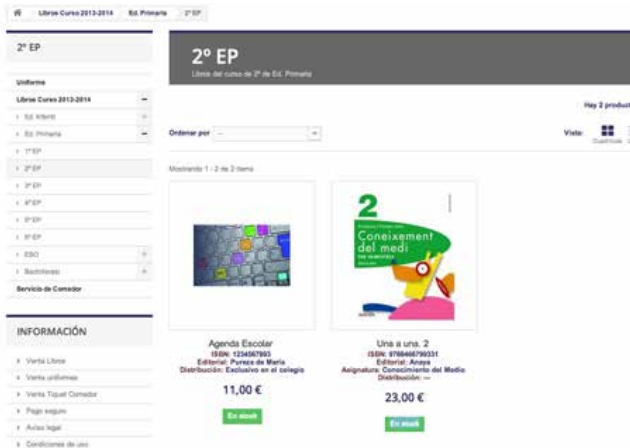 Libros Curso 2013-2014
Ed. Primaria
2º EP
2º EP
Uniforme
Libros Curso 2013-2014
Ed. Infantil
Ed. Primaria
1º EP
2º EP
3º EP
4º EP
5º EP
6º EP
ESO
Bachillerato
Servicio de Comedor
INFORMACIÓN
Venta Libros
Venta uniformes
Venta Tiquet Comedor
Pago seguro
Aviso legal
Condiciones de uso
2º EP
Libros del curso de 2º de Ed. Primaria
Hay 2 product
Ordenar por --
Vista:
Cuadrícula
Mostrando 1 - 2 de 2 items
2
Coneixement
del medi
Agenda Escolar
ISBN: 1234567893
Editorial: Pureza de María
Distribución: Exclusivo en el colegio
11,00 €
En stock
Una a una. 2
ISBN: 9788466799331
Editorial: Anaya
Asignatura: Conocimiento del Medio
Distribución: ---
23,00 €
En stock